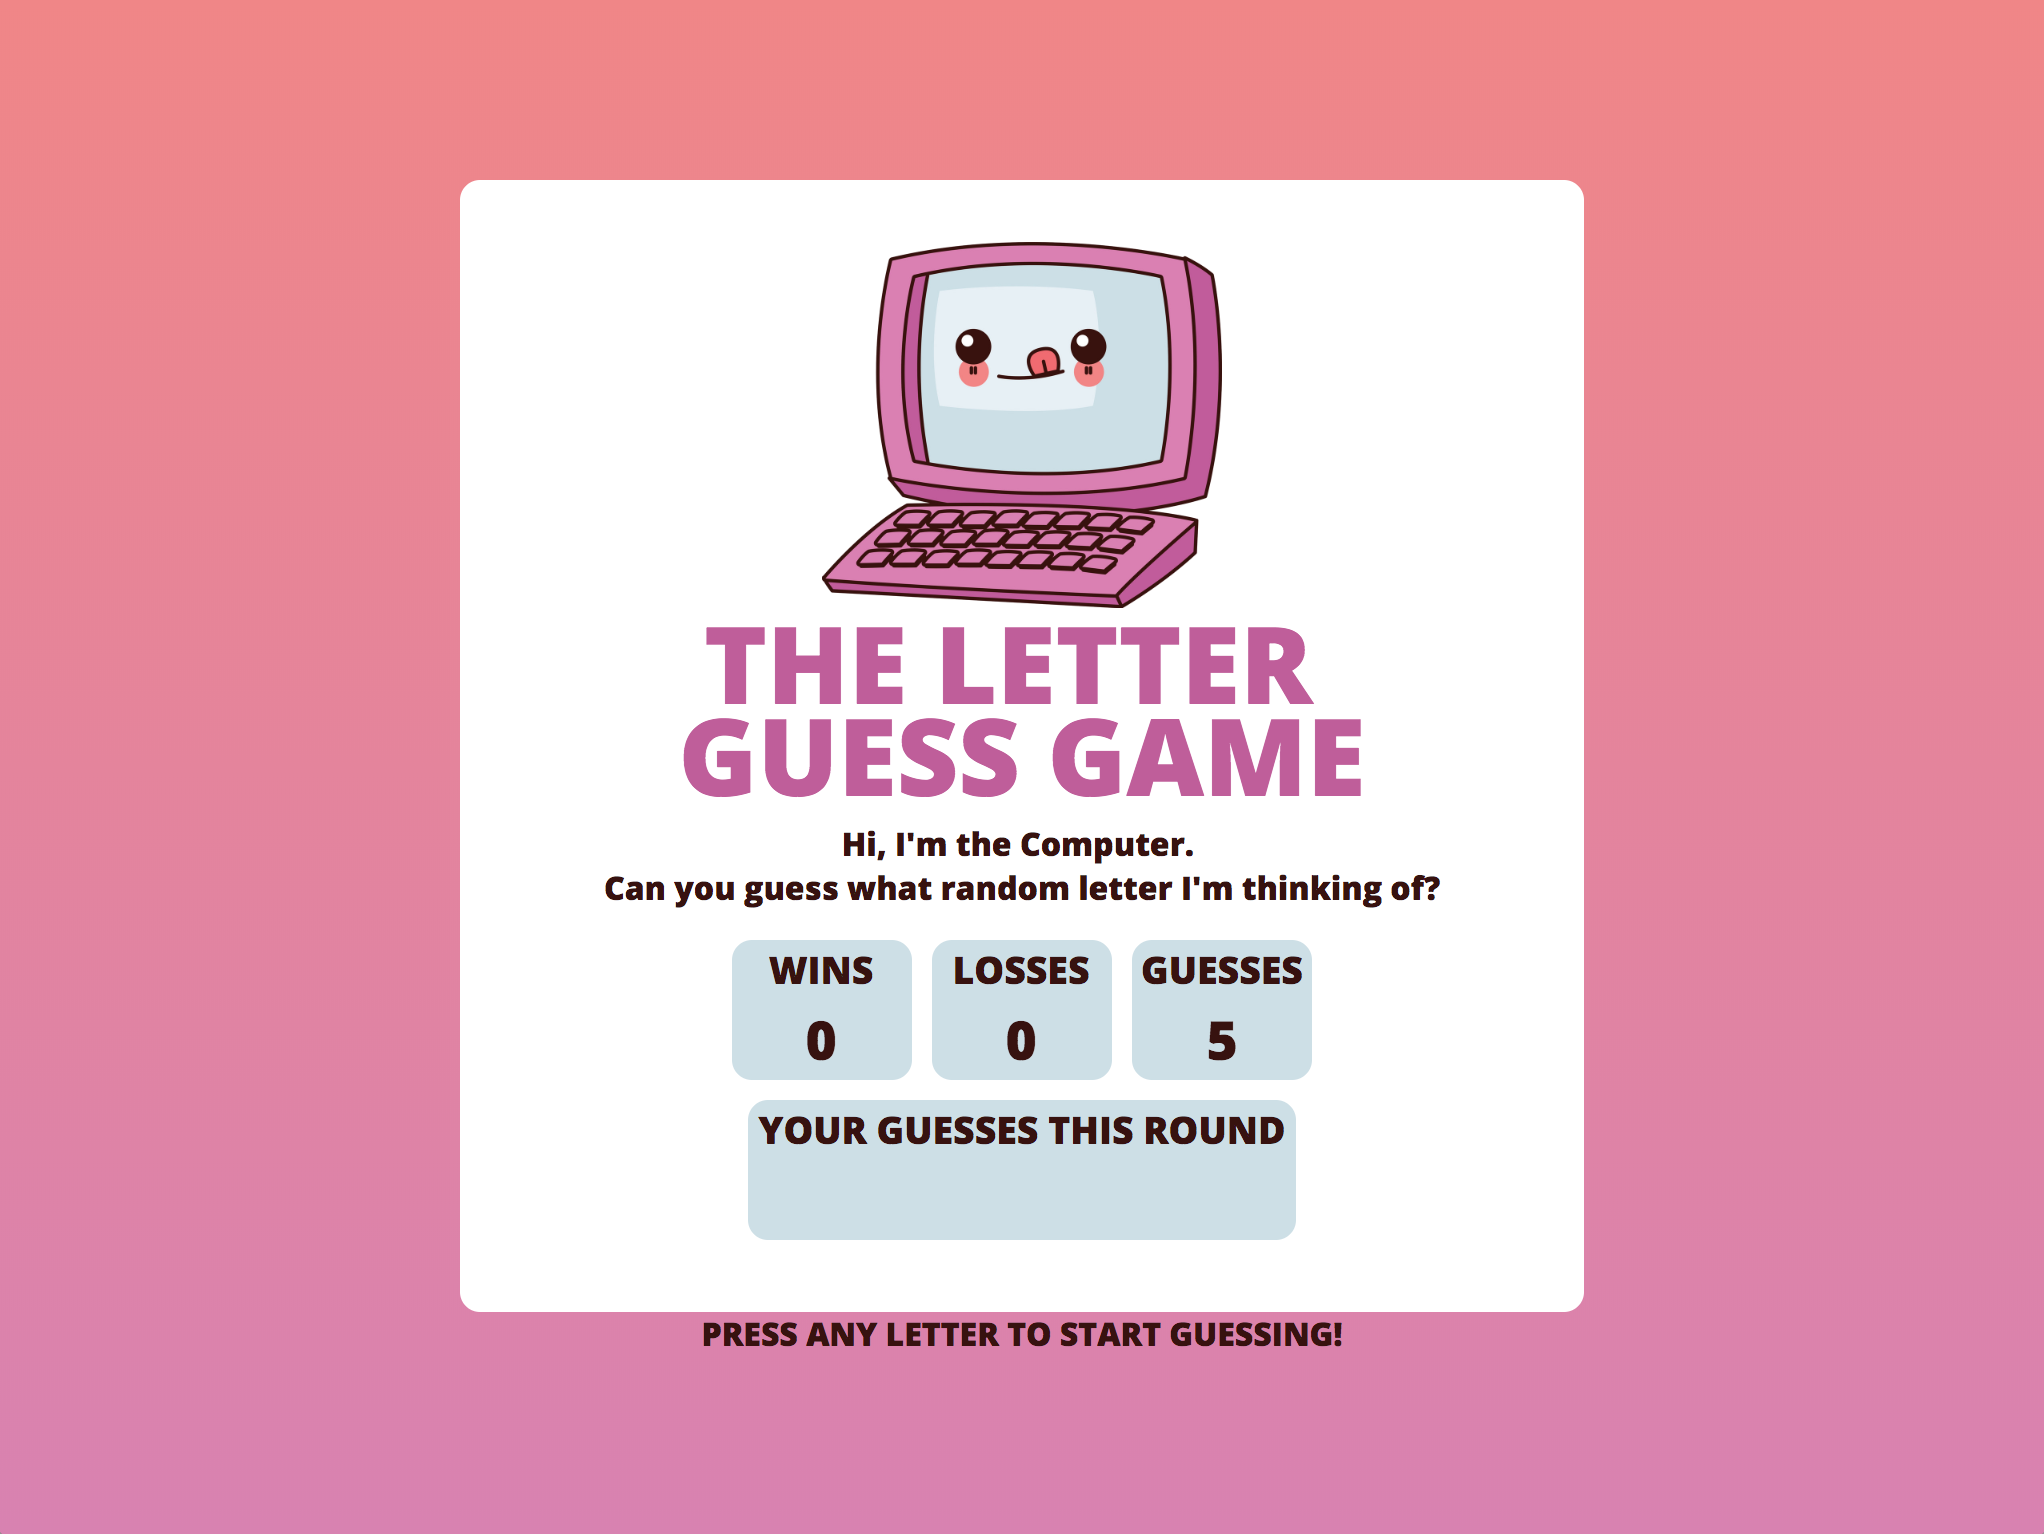 THE LETTER
GUESS GAME
Hi, I'm the Computer.
Can you guess what random letter I'm thinking of?
WINS LOSSES GUESSES
0 0 5
YOUR GUESSES THIS ROUND
PRESS ANY LETTER TO START GUESSING!